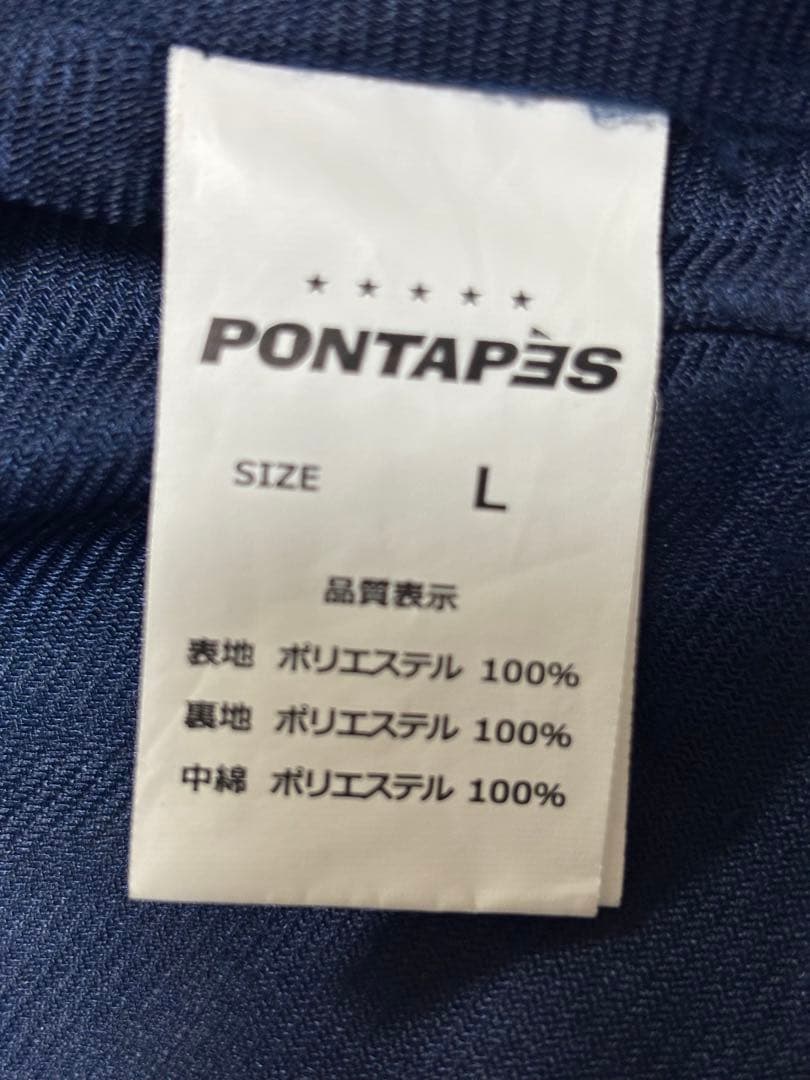 ★ ★ ★ ★ ★
PONTAPÈS
SIZE L
品質表示
表地 ポリエステル 100%
裏地 ポリエステル 100%
中綿 ポリエステル 100%